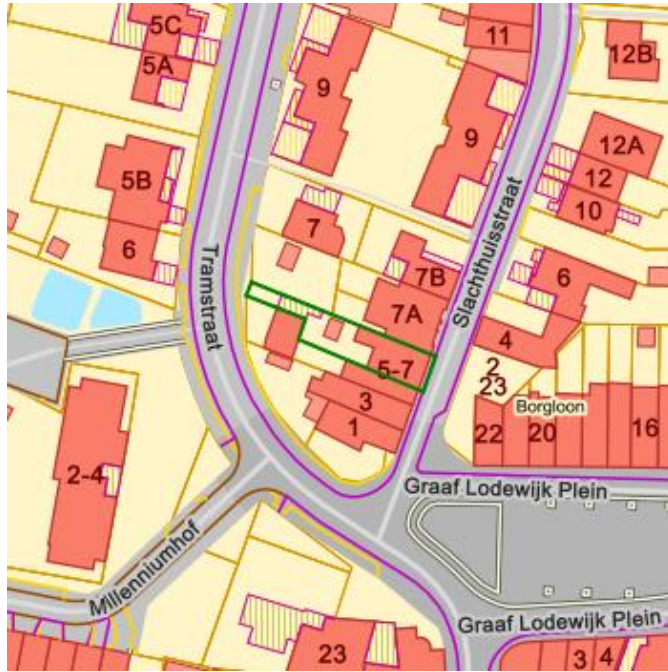 5C
11
12B
5A
9
9
12A
5B
12
10
7
6
Tramstraat
7B
6
7A
Slachthuisstraat
4
5-7
2
23
3
Borgloon
1
22
20
16
2-4
Graaf Lodewijk Plein
Millenniumhof
Graaf Lodewijk Plein
23
3
4